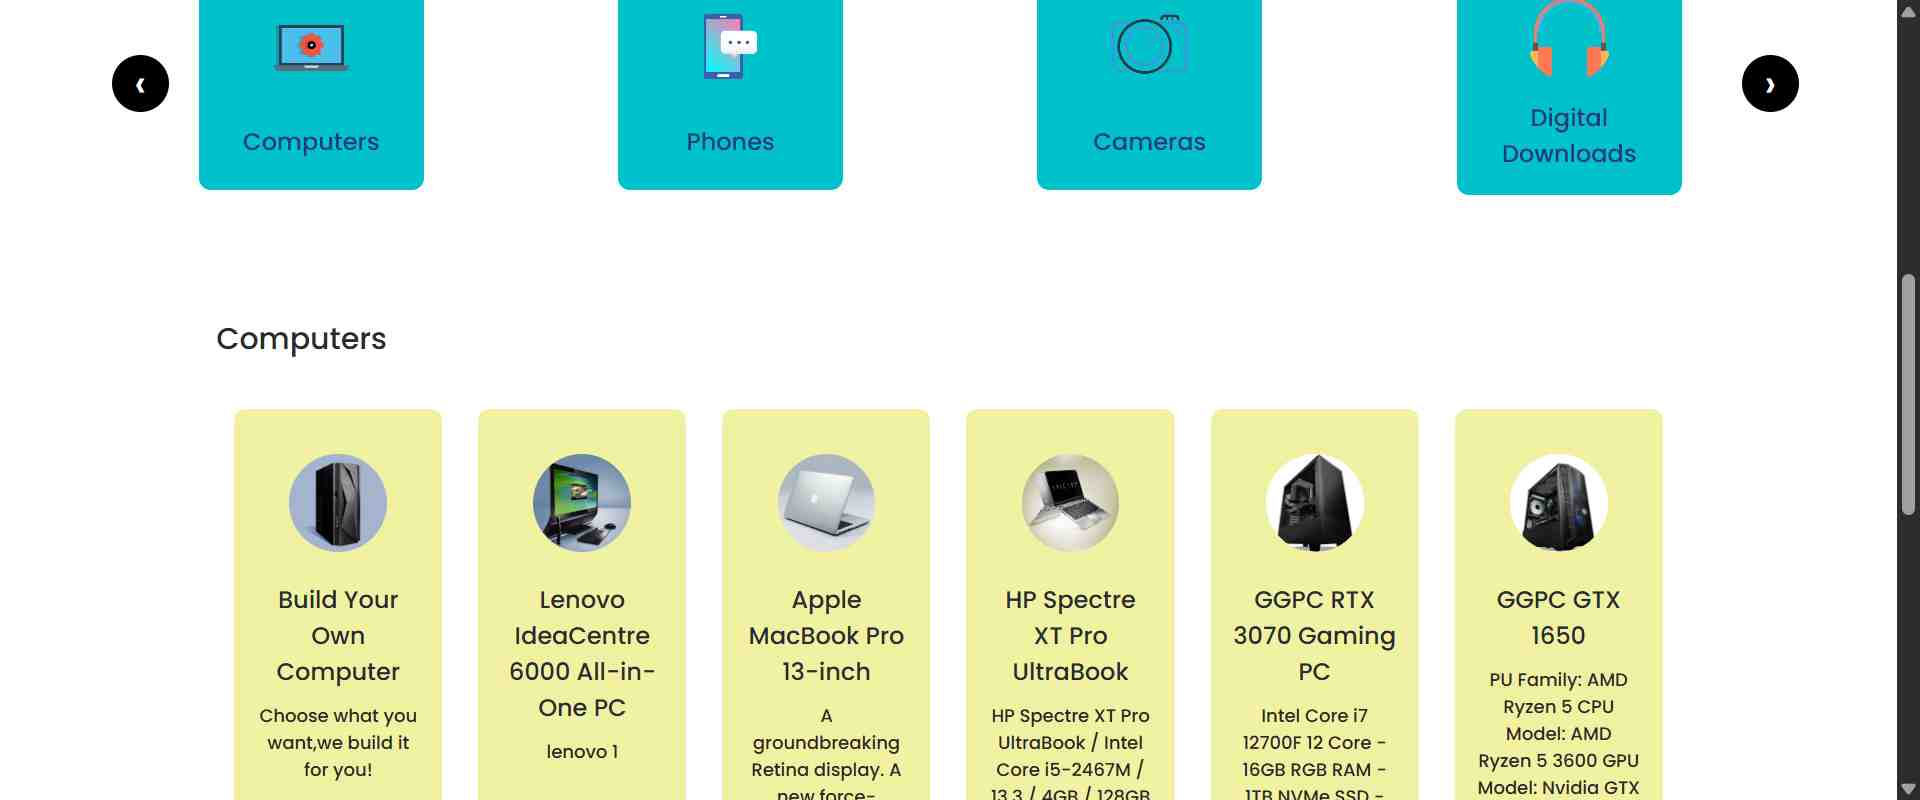 ‹
Computers
Phones
Cameras
Digital
Downloads
›
Computers
Build Your
Own
Computer
Choose what you
want,we build it
for you!
Lenovo
IdeaCentre
6000 All-in-
One PC
lenovo 1
Apple
MacBook Pro
13-inch
A
groundbreaking
Retina display. A
new force-
HP Spectre
XT Pro
UltraBook
HP Spectre XT Pro
UltraBook / Intel
Core i5-2467M /
13.3 / 4GB / 128GB
GGPC RTX
3070 Gaming
PC
Intel Core i7
12700F 12 Core -
16GB RGB RAM -
1TB NVMe SSD -
GGPC GTX
1650
PU Family: AMD
Ryzen 5 CPU
Model: AMD
Ryzen 5 3600 GPU
Model: Nvidia GTX